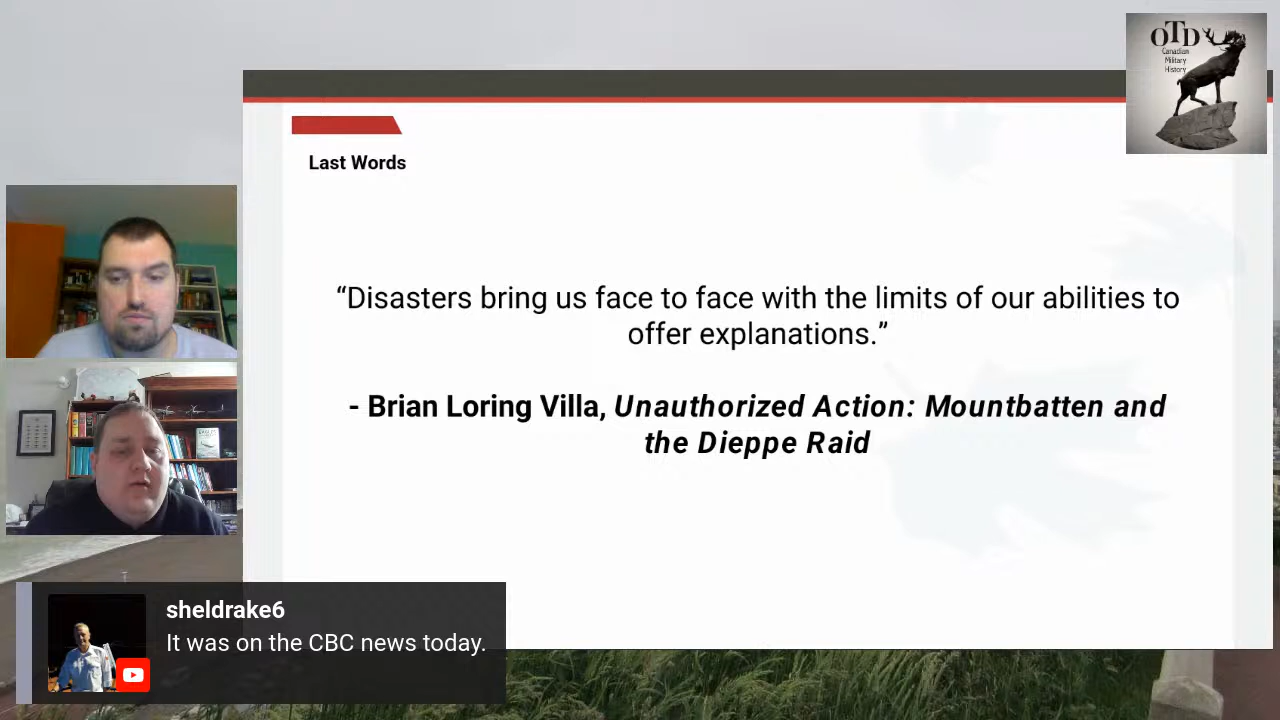 OTD
Canadian
Military
History
Last Words
“Disasters bring us face to face with the limits of our abilities to
offer explanations.”
- Brian Loring Villa, Unauthorized Action: Mountbatten and
the Dieppe Raid
sheldrake6
It was on the CBC news today.